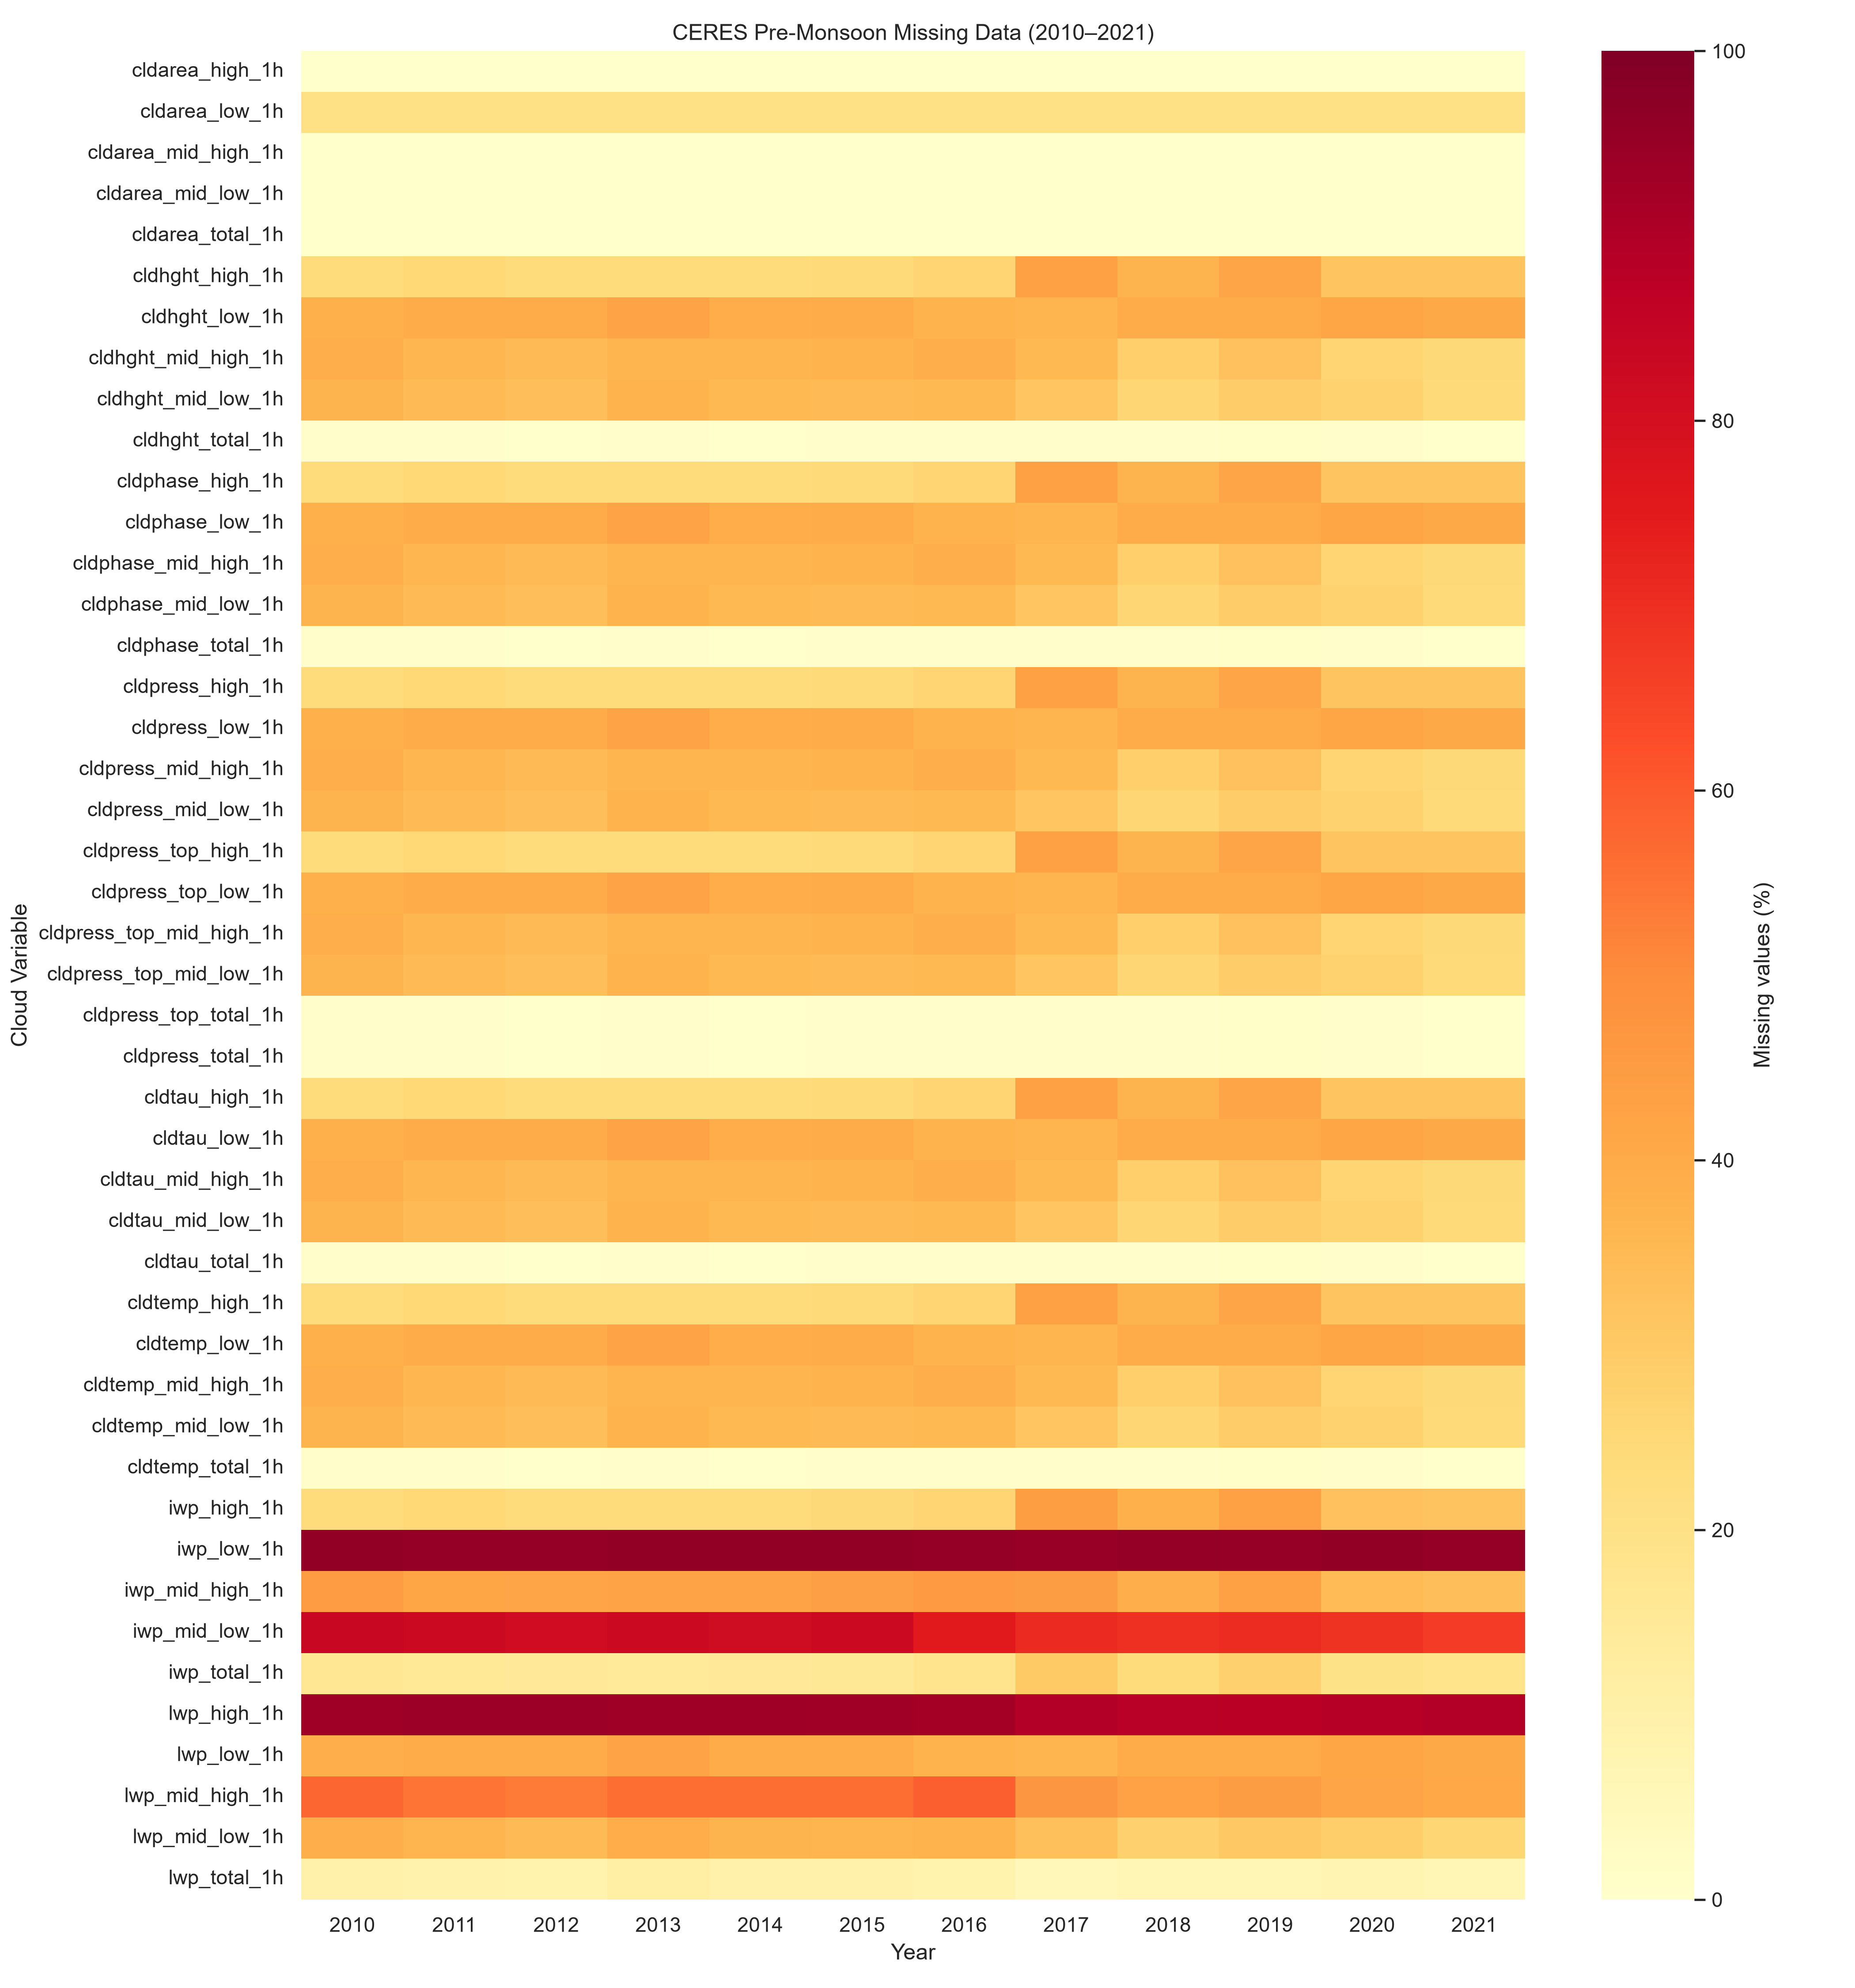 CERES Pre-Monsoon Missing Data (2010–2021)
Cloud Variable
cldarea_high_1h
cldarea_low_1h
cldarea_mid_high_1h
cldarea_mid_low_1h
cldarea_total_1h
cldhght_high_1h
cldhght_low_1h
cldhght_mid_high_1h
cldhght_mid_low_1h
cldhght_total_1h
cldphase_high_1h
cldphase_low_1h
cldphase_mid_high_1h
cldphase_mid_low_1h
cldphase_total_1h
cldpress_high_1h
cldpress_low_1h
cldpress_mid_high_1h
cldpress_mid_low_1h
cldpress_top_high_1h
cldpress_top_low_1h
cldpress_top_mid_high_1h
cldpress_top_mid_low_1h
cldpress_top_total_1h
cldpress_total_1h
cldtau_high_1h
cldtau_low_1h
cldtau_mid_high_1h
cldtau_mid_low_1h
cldtau_total_1h
cldtemp_high_1h
cldtemp_low_1h
cldtemp_mid_high_1h
cldtemp_mid_low_1h
cldtemp_total_1h
iwp_high_1h
iwp_low_1h
iwp_mid_high_1h
iwp_mid_low_1h
iwp_total_1h
lwp_high_1h
lwp_low_1h
lwp_mid_high_1h
lwp_mid_low_1h
lwp_total_1h
2010 2011 2012 2013 2014 2015 2016 2017 2018 2019 2020 2021
Year
100
80
60
40
20
0
Missing values (%)